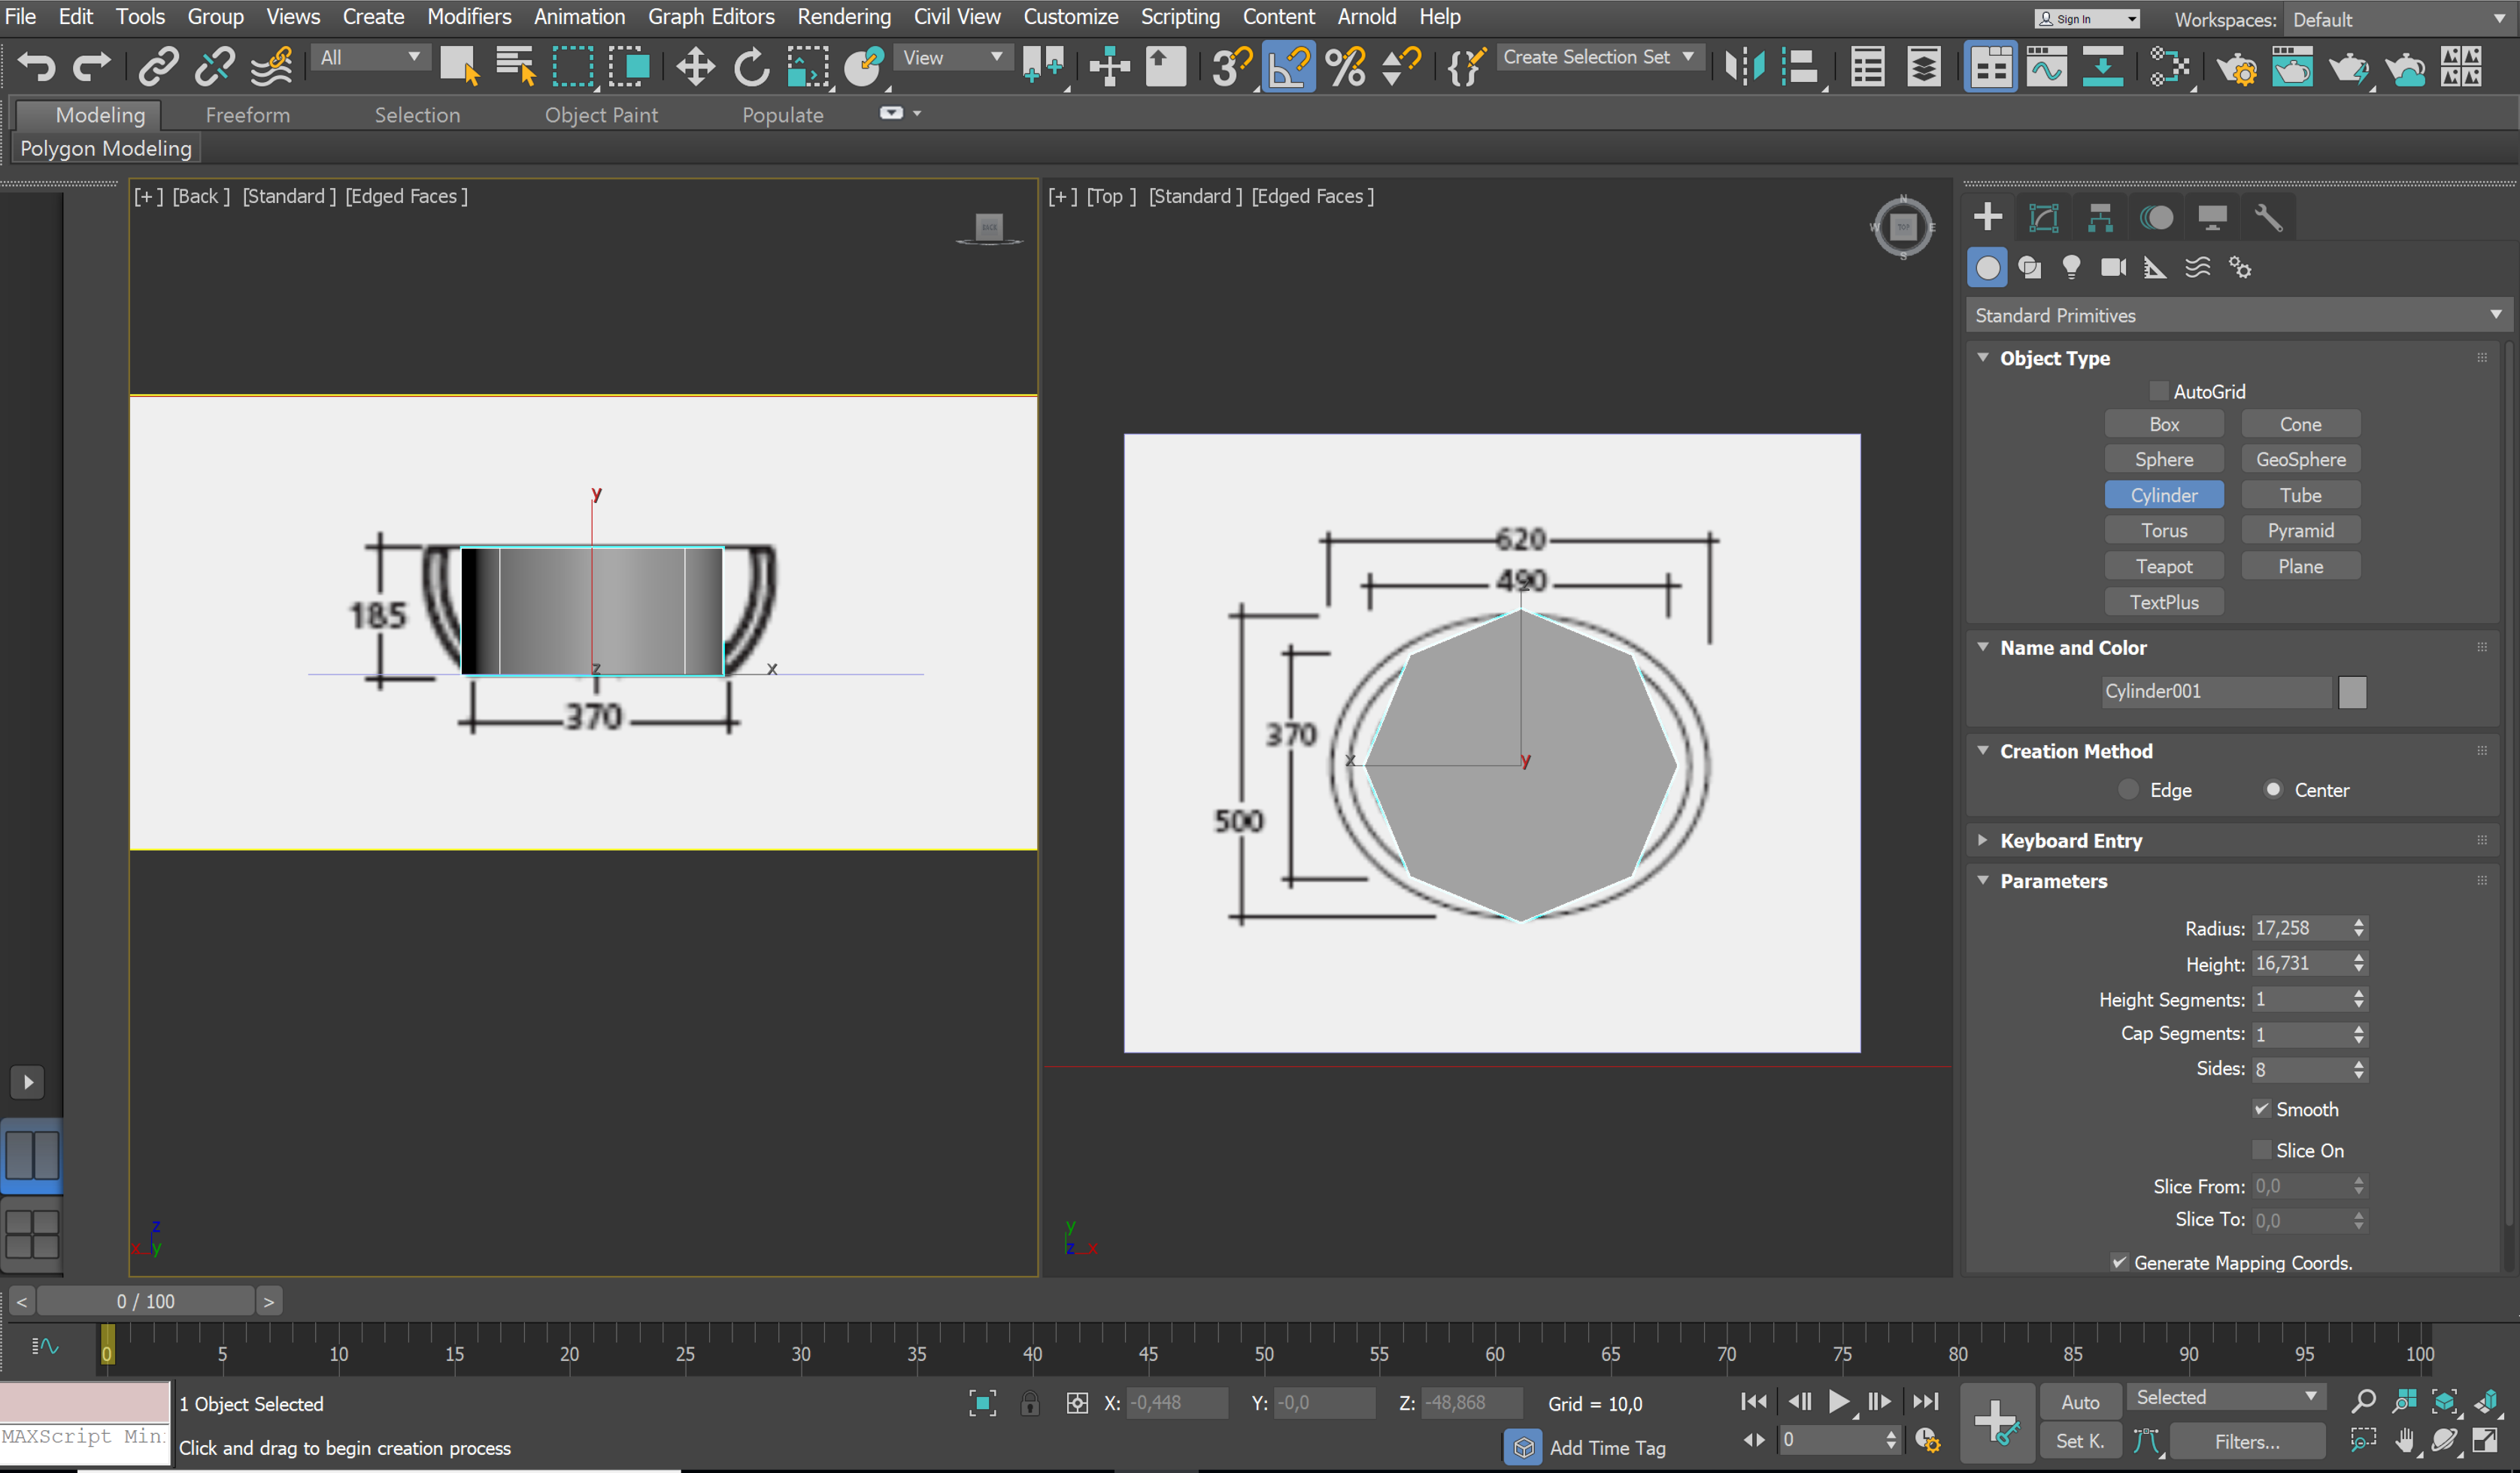 File Edit Tools Group Views Create Modifiers Animation Graph Editors Rendering Civil View Customize Scripting Content Arnold Help
Sign In
Workspaces: Default
All
View
Create Selection Set
Modeling Freeform Selection Object Paint Populate
Polygon Modeling
[+] [Back ] [Standard ] [Edged Faces ]
BACK
y
185
z
x
370
z
x y
[+] [Top ] [Standard ] [Edged Faces ]
N
W TOP E
S
620
490
370
x y
500
y
z x
Standard Primitives
Object Type
AutoGrid
Box Cone
Sphere GeoSphere
Cylinder Tube
Torus Pyramid
Teapot Plane
TextPlus
Name and Color
Cylinder001
Creation Method
Edge Center
Keyboard Entry
Parameters
Radius: 17,258
Height: 16,731
Height Segments: 1
Cap Segments: 1
Sides: 8
Smooth
Slice On
Slice From: 0,0
Slice To: 0,0
Generate Mapping Coords.
< 0 / 100 >
0 5 10 15 20 25 30 35 40 45 50 55 60 65 70 75 80 85 90 95 100
1 Object Selected
X: -0,448 Y: -0,0 Z: -48,868 Grid = 10,0
Auto Selected
MAXScript Min
Click and drag to begin creation process
Add Time Tag
0
Set K. Filters...